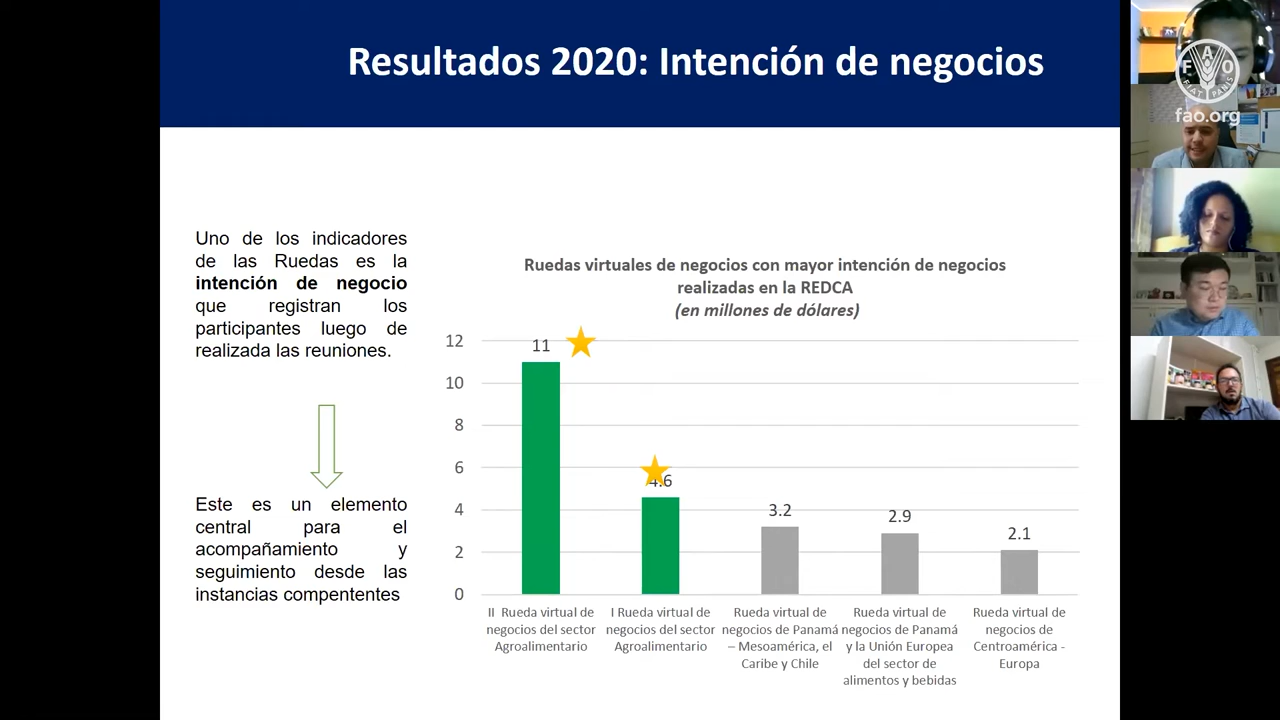 Resultados 2020: Intención de negocios
Uno de los indicadores
de las Ruedas es la
intención de negocio
que registran los
participantes luego de
realizada las reuniones.
Este es un elemento
central para el
acompañamiento y
seguimiento desde las
instancias compententes
Ruedas virtuales de negocios con mayor intención de negocios
realizadas en la REDCA
(en millones de dólares)
12
10
8
6
4
2
0
11
4.6
3.2
2.9
2.1
II Rueda virtual de
negocios del sector
Agroalimentario
I Rueda virtual de
negocios del sector
Agroalimentario
Rueda virtual de
negocios de Panamá
– Mesoamérica, el
Caribe y Chile
Rueda virtual de
negocios de Panamá
y la Unión Europea
del sector de
alimentos y bebidas
Rueda virtual de
negocios de
Centroamérica -
Europa
FAO
FIAT PANIS
fao.org